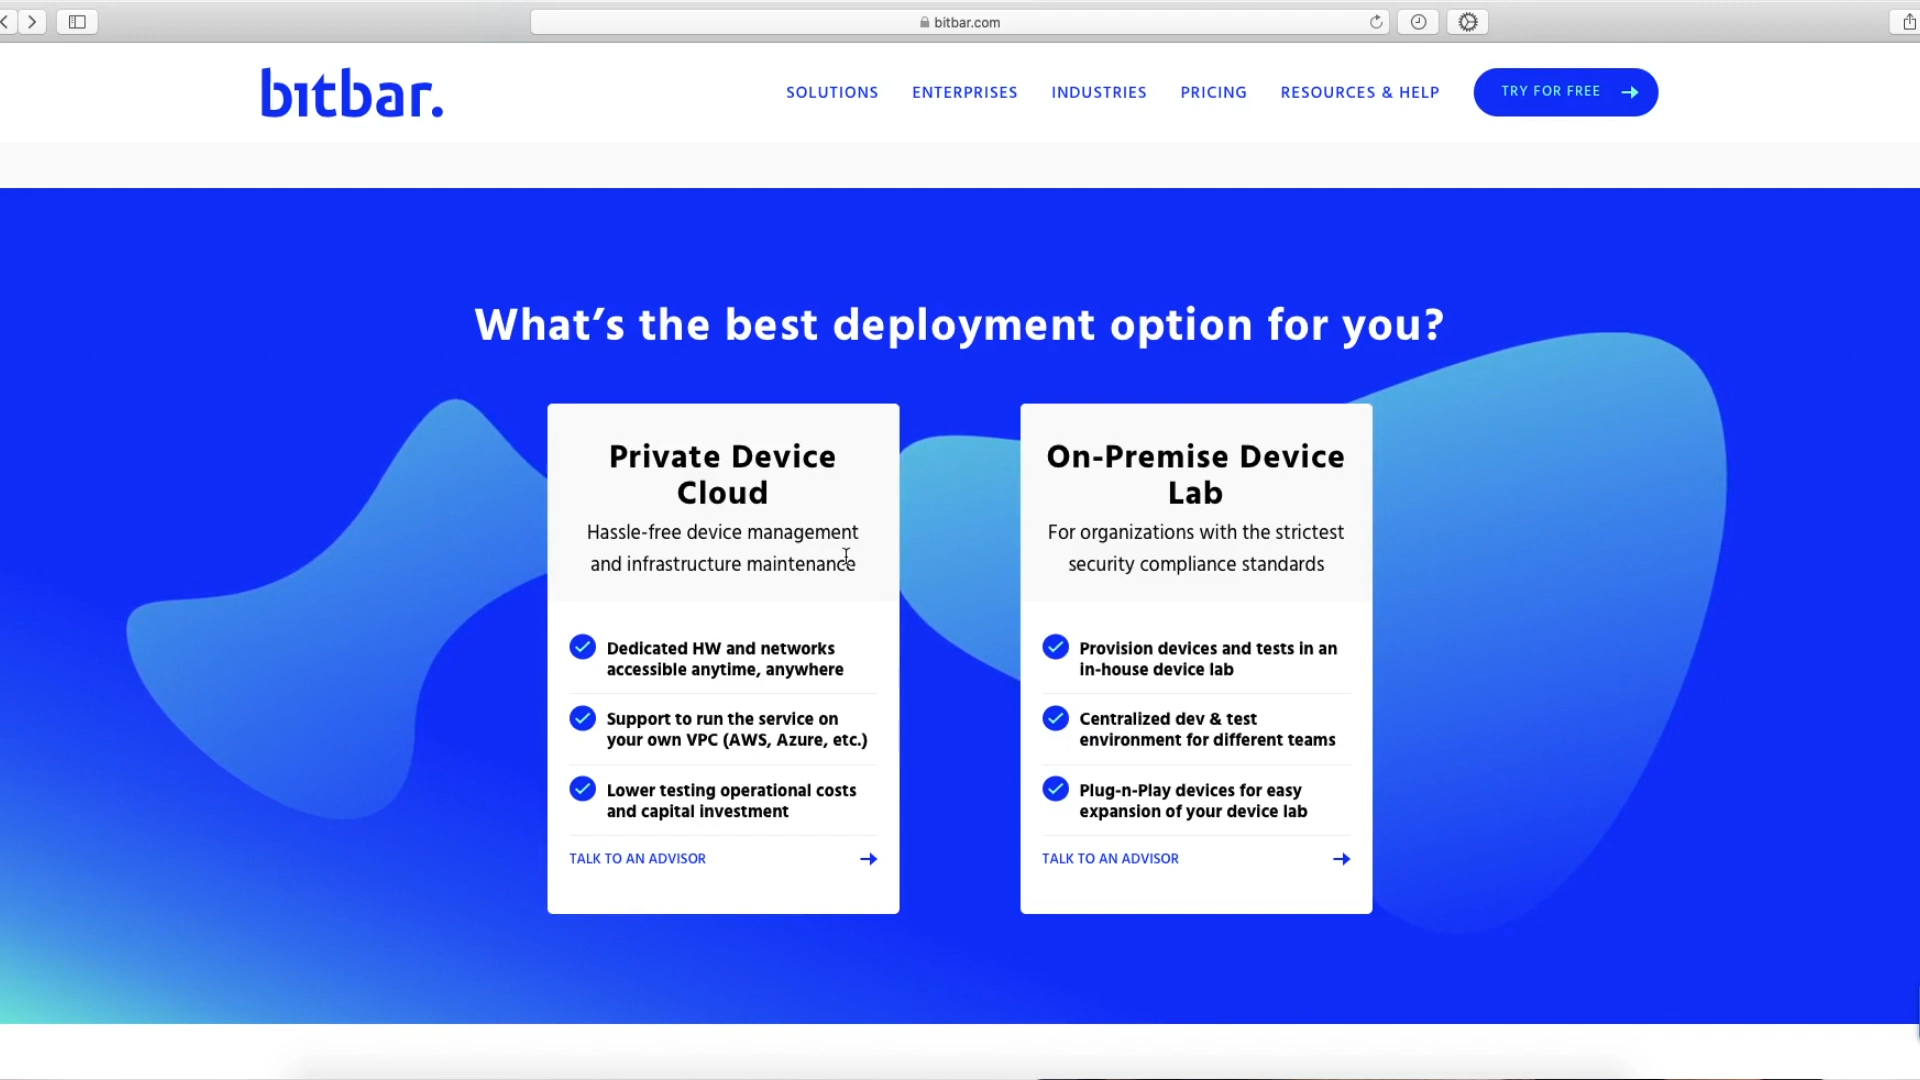 bitbar.com
bitbar.
SOLUTIONS
ENTERPRISES
INDUSTRIES
PRICING
RESOURCES & HELP
TRY FOR FREE
What’s the best deployment option for you?
Private Device
Cloud
Hassle-free device management
and infrastructure maintenance
Dedicated HW and networks
accessible anytime, anywhere
Support to run the service on
your own VPC (AWS, Azure, etc.)
Lower testing operational costs
and capital investment
TALK TO AN ADVISOR
On-Premise Device
Lab
For organizations with the strictest
security compliance standards
Provision devices and tests in an
in-house device lab
Centralized dev & test
environment for different teams
Plug-n-Play devices for easy
expansion of your device lab
TALK TO AN ADVISOR